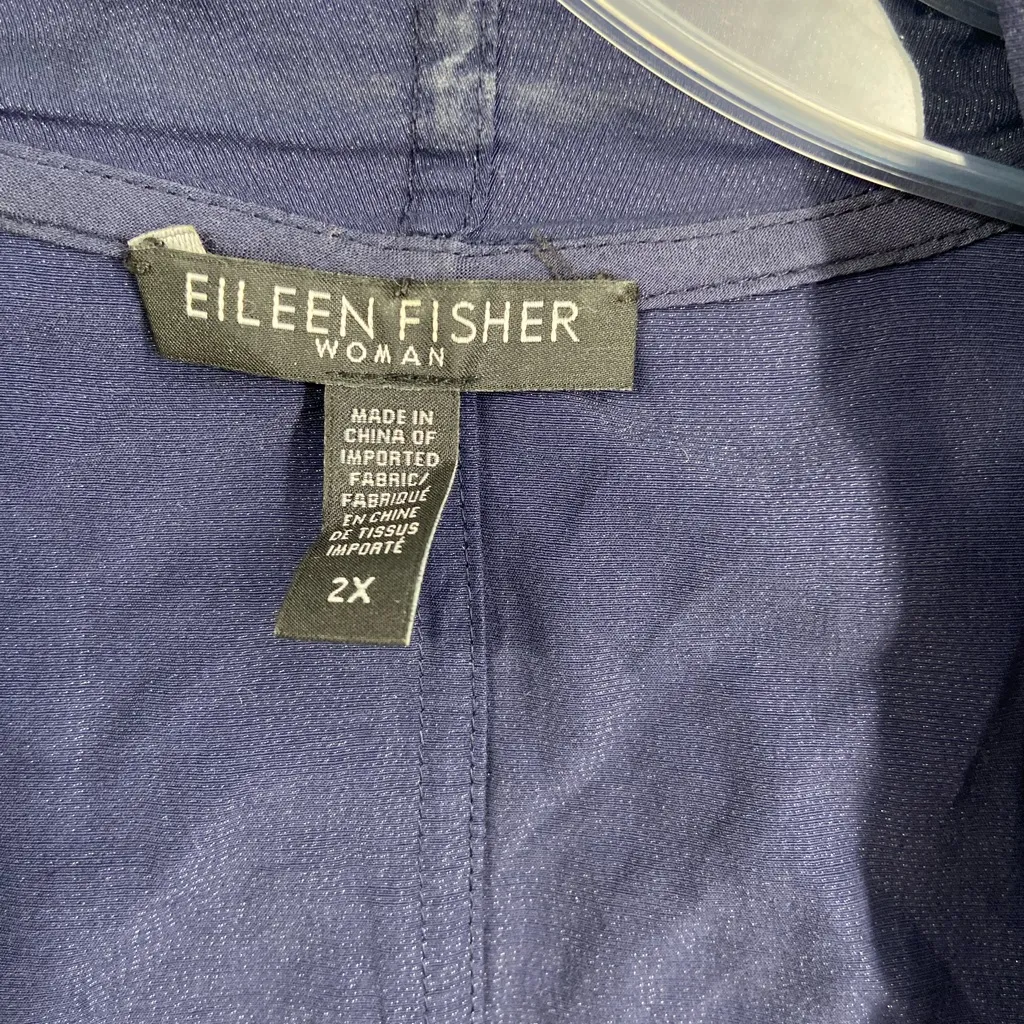 EILEEN FISHER
WOMAN
MADE IN
CHINA OF
IMPORTED
FABRIC/
FABRIQUÉ
EN CHINE
DE TISSUS
IMPORTÉ
2X